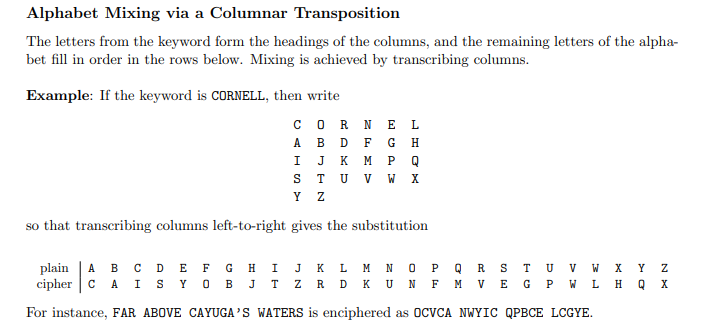 Alphabet Mixing via a Columnar Transposition
The letters from the keyword form the headings of the columns, and the remaining letters of the alpha-
bet fill in order in the rows below. Mixing is achieved by transcribing columns.
Example: If the keyword is CORNELL, then write
C O R N E L
A B D F G H
I J K M P Q
S T U V W X
Y Z
so that transcribing columns left-to-right gives the substitution
plain A B C D E F G H I J K L M N O P Q R S T U V W X Y Z
cipher C A I S Y O B J T Z R D K U N F M V E G P W L H Q X
For instance, FAR ABOVE CAYUGA'S WATERS is enciphered as OCVCA NWYIC QPBCE LCGYE.